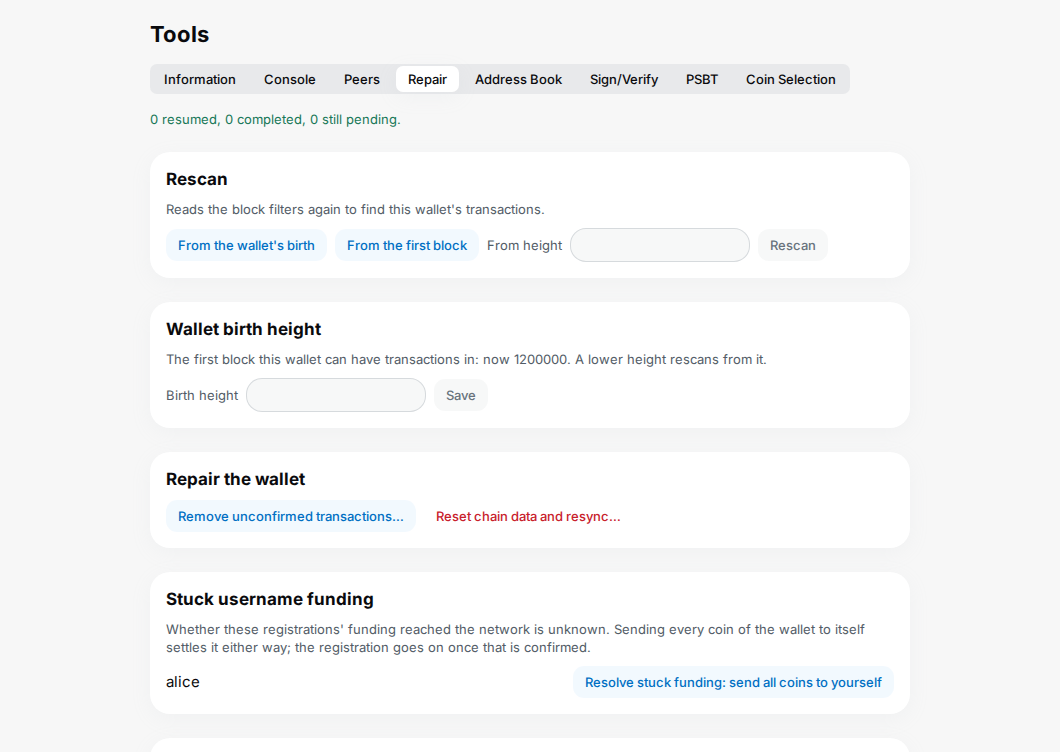 Tools
Information Console Peers Repair Address Book Sign/Verify PSBT Coin Selection
0 resumed, 0 completed, 0 still pending.
Rescan
Reads the block filters again to find this wallet's transactions.
From the wallet's birth From the first block From height Rescan
Wallet birth height
The first block this wallet can have transactions in: now 1200000. A lower height rescans from it.
Birth height Save
Repair the wallet
Remove unconfirmed transactions... Reset chain data and resync...
Stuck username funding
Whether these registrations' funding reached the network is unknown. Sending every coin of the wallet to itself
settles it either way; the registration goes on once that is confirmed.
alice Resolve stuck funding: send all coins to yourself